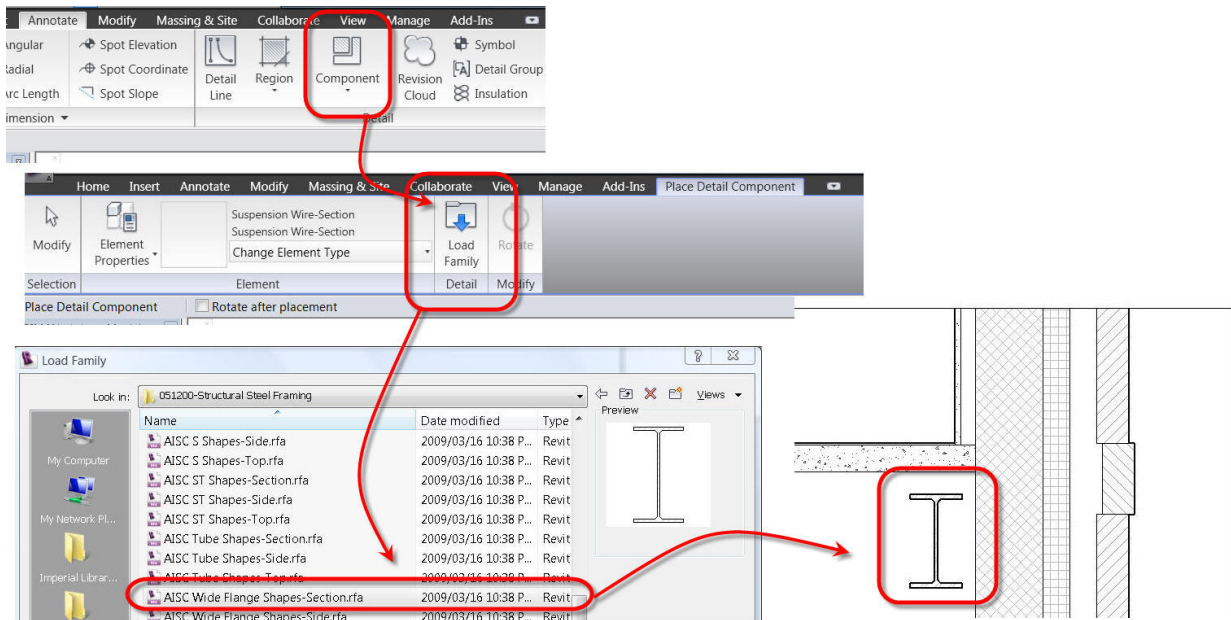 Annotate Modify Massing & Site Collaborate View Manage Add-Ins
Angular Spot Elevation Symbol
Radial Spot Coordinate Detail Group
Arc Length Spot Slope Insulation
Detail Line
Region
Component
Revision Cloud
Dimension
Detail
Home Insert Annotate Modify Massing & Site Collaborate View Manage Add-Ins Place Detail Component
Modify
Element Properties
Suspension Wire-Section
Suspension Wire-Section
Change Element Type
Load Family
Rotate
Selection Element Detail Modify
Place Detail Component Rotate after placement
Load Family
Look in: 051200-Structural Steel Framing Views
Name Date modified Type Preview
AISC S Shapes-Side.rfa 2009/03/16 10:38 P... Revit
AISC S Shapes-Top.rfa 2009/03/16 10:38 P... Revit
AISC ST Shapes-Section.rfa 2009/03/16 10:38 P... Revit
AISC ST Shapes-Side.rfa 2009/03/16 10:38 P... Revit
AISC ST Shapes-Top.rfa 2009/03/16 10:38 P... Revit
AISC Tube Shapes-Section.rfa 2009/03/16 10:38 P... Revit
AISC Tube Shapes-Side.rfa 2009/03/16 10:38 P... Revit
AISC Tube Shapes-Top.rfa 2009/03/16 10:38 P... Revit
AISC Wide Flange Shapes-Section.rfa 2009/03/16 10:38 P... Revit
AISC Wide Flange Shapes-Side.rfa 2009/03/16 10:38 P... Revit
My Computer
My Network Pl...
Imperial Librar...